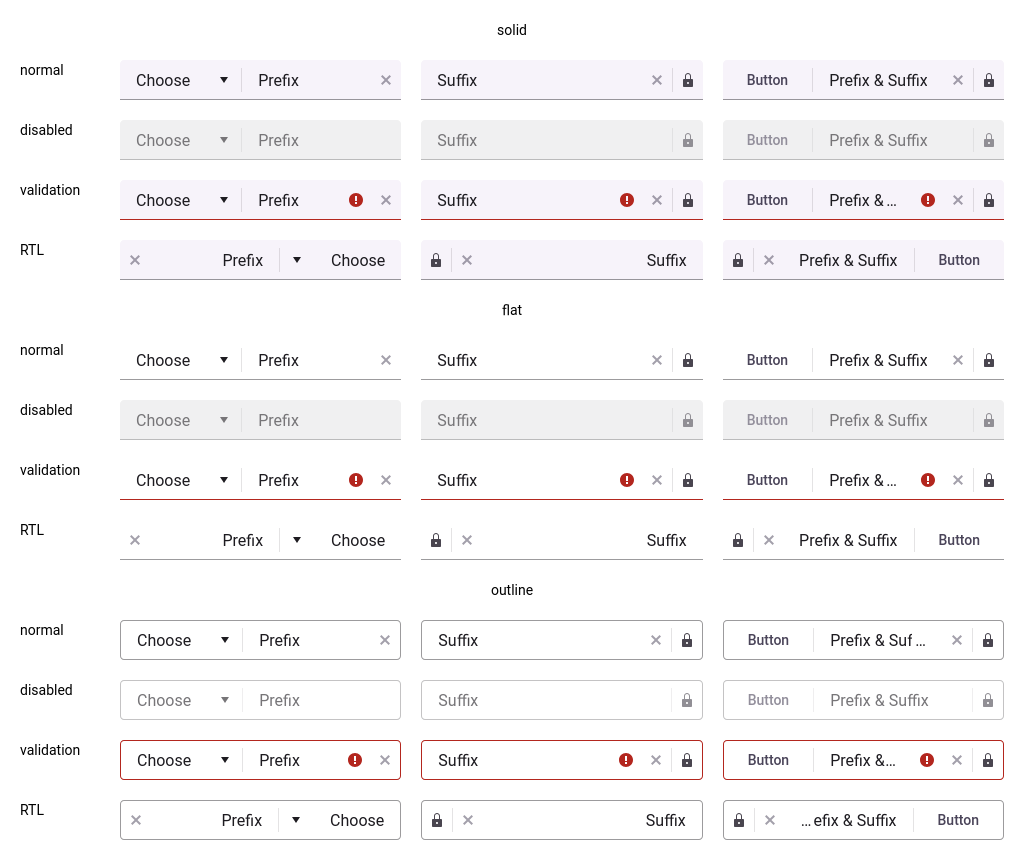 solid
normal Choose Prefix Suffix Button Prefix & Suffix
disabled Choose Prefix Suffix Button Prefix & Suffix
validation Choose Prefix Suffix Button Prefix & ...
RTL Prefix Choose Suffix Prefix & Suffix Button
flat
normal Choose Prefix Suffix Button Prefix & Suffix
disabled Choose Prefix Suffix Button Prefix & Suffix
validation Choose Prefix Suffix Button Prefix & ...
RTL Prefix Choose Suffix Prefix & Suffix Button
outline
normal Choose Prefix Suffix Button Prefix & Suf ...
disabled Choose Prefix Suffix Button Prefix & Suffix
validation Choose Prefix Suffix Button Prefix &...
RTL Prefix Choose Suffix ... efix & Suffix Button